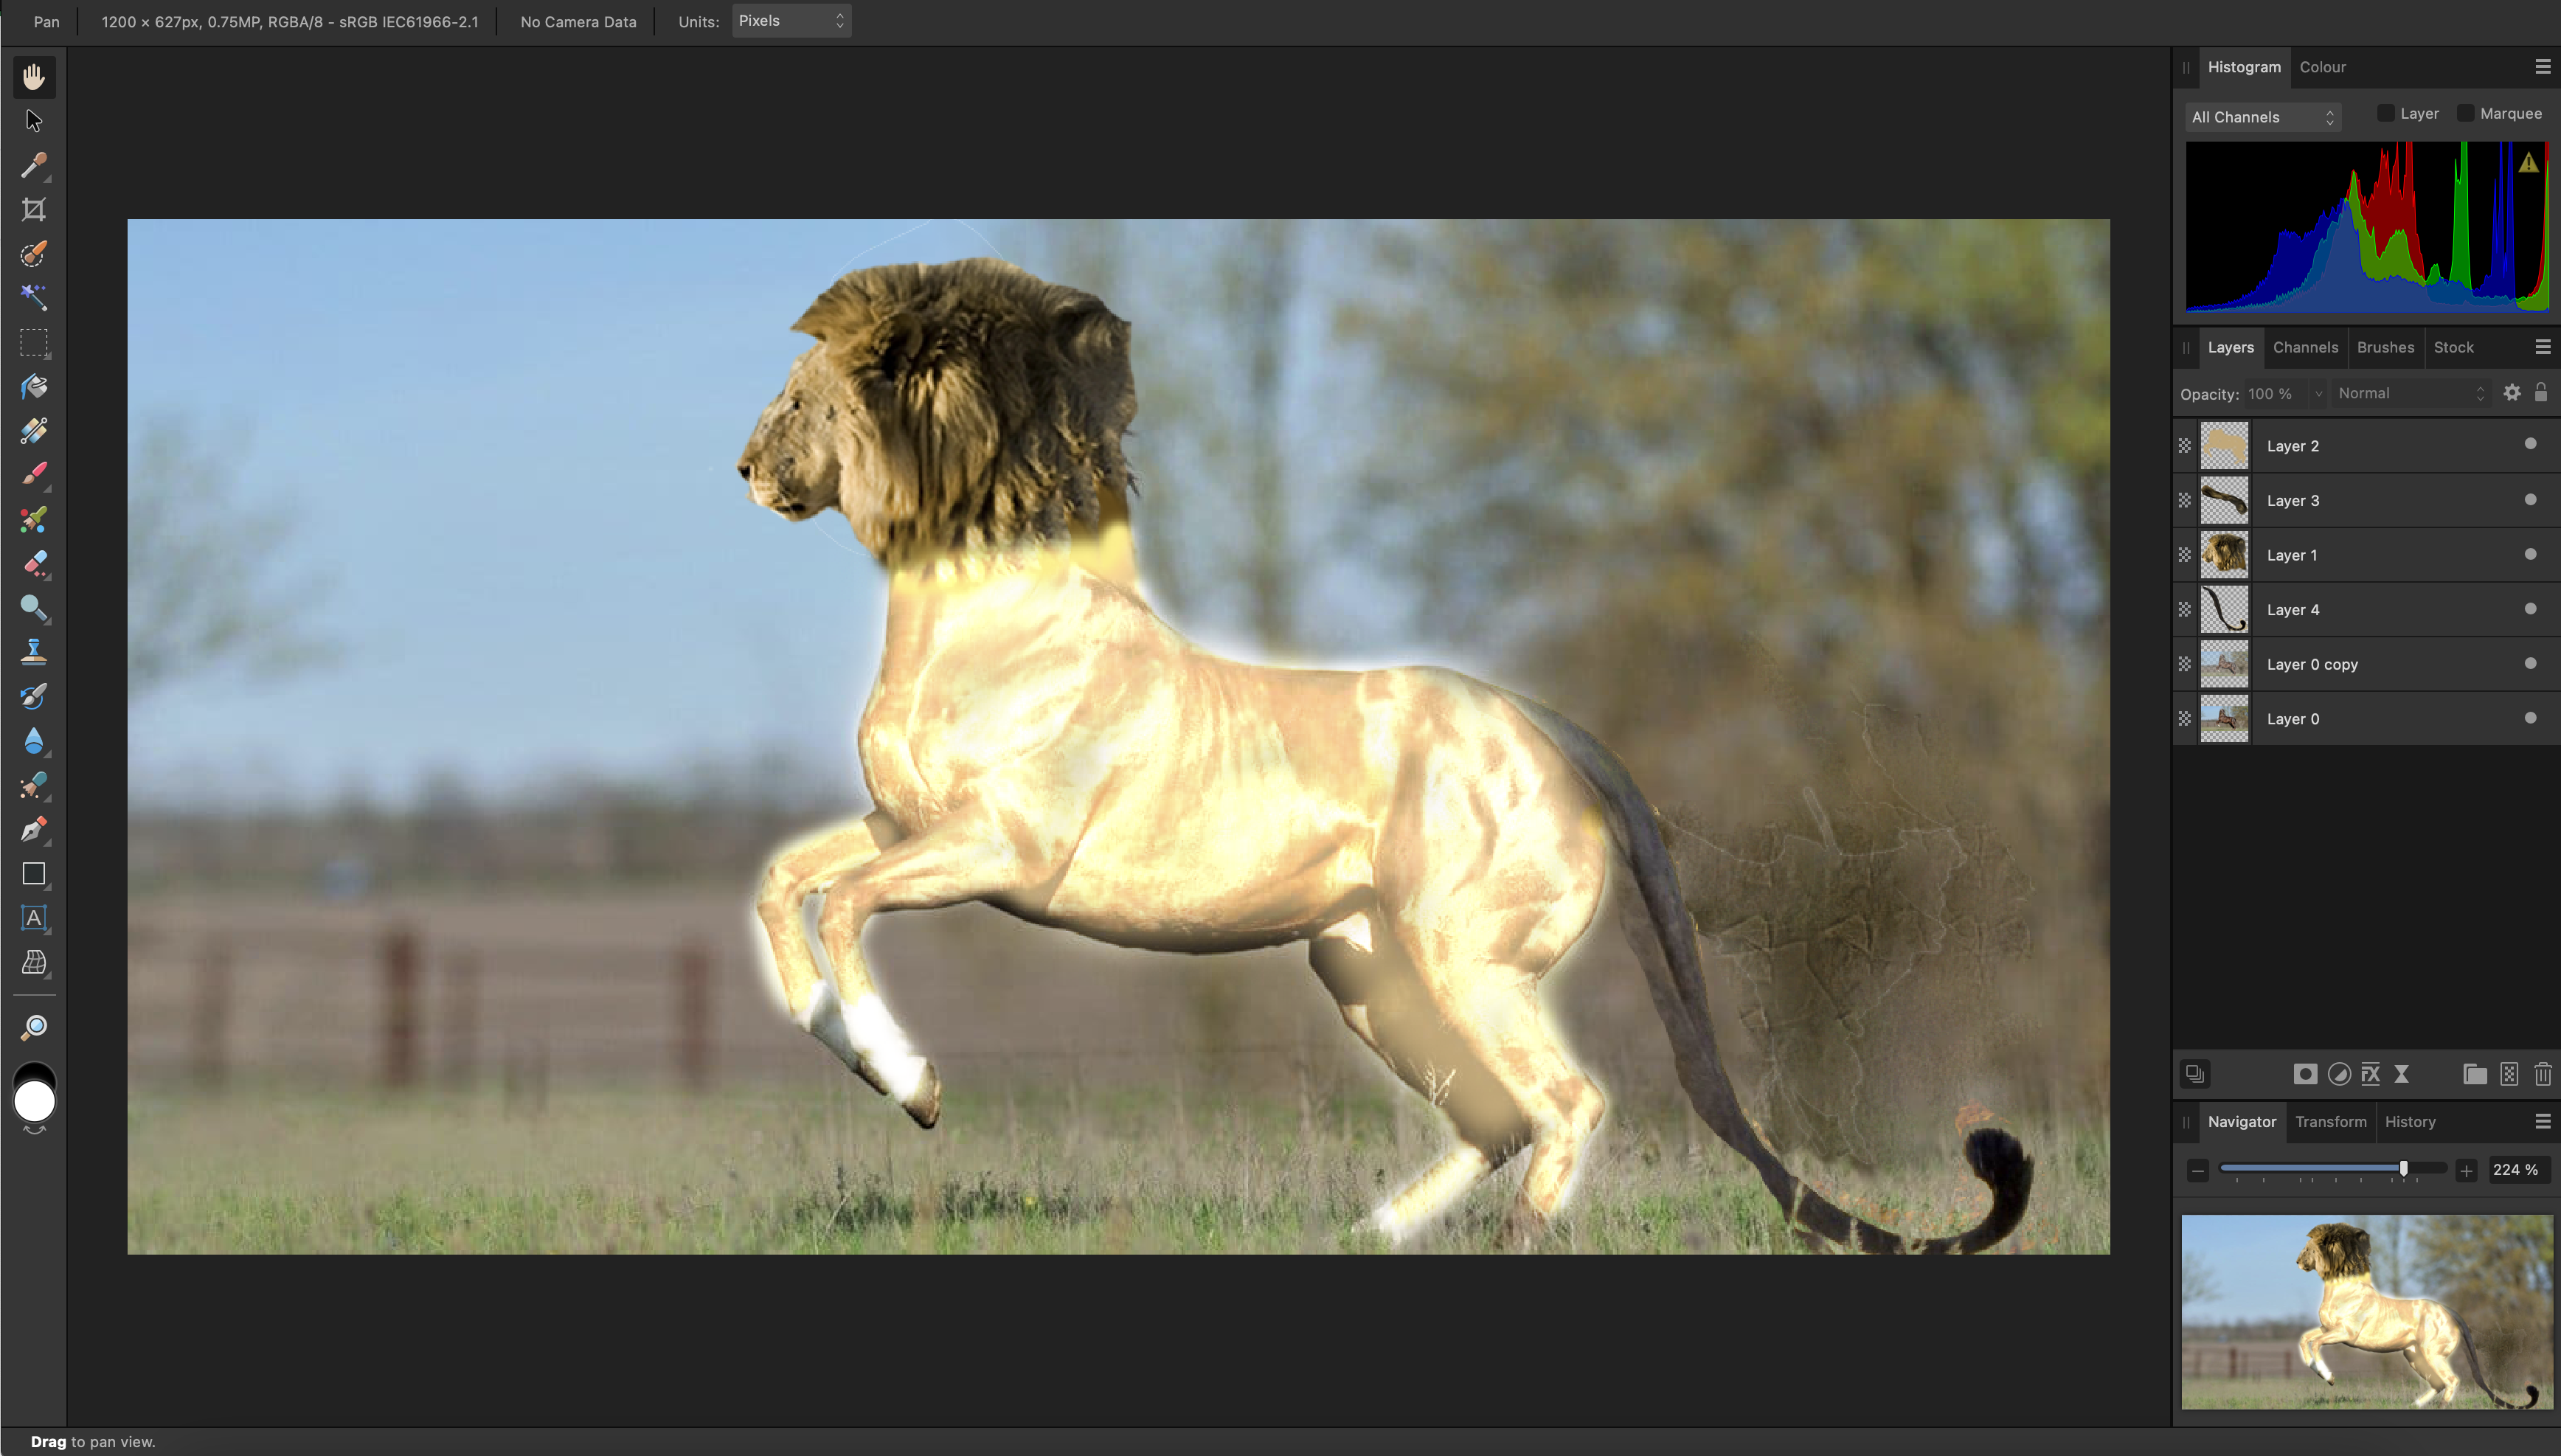 Pan
1200 × 627px, 0.75MP, RGBA/8 - sRGB IEC61966-2.1
No Camera Data
Units:
Pixels
Histogram
Colour
All Channels
Layer
Marquee
Layers
Channels
Brushes
Stock
Opacity:
100 %
Normal
Layer 2
Layer 3
Layer 1
Layer 4
Layer 0 copy
Layer 0
A
FX
Navigator
Transform
History
224 %
Drag to pan view.